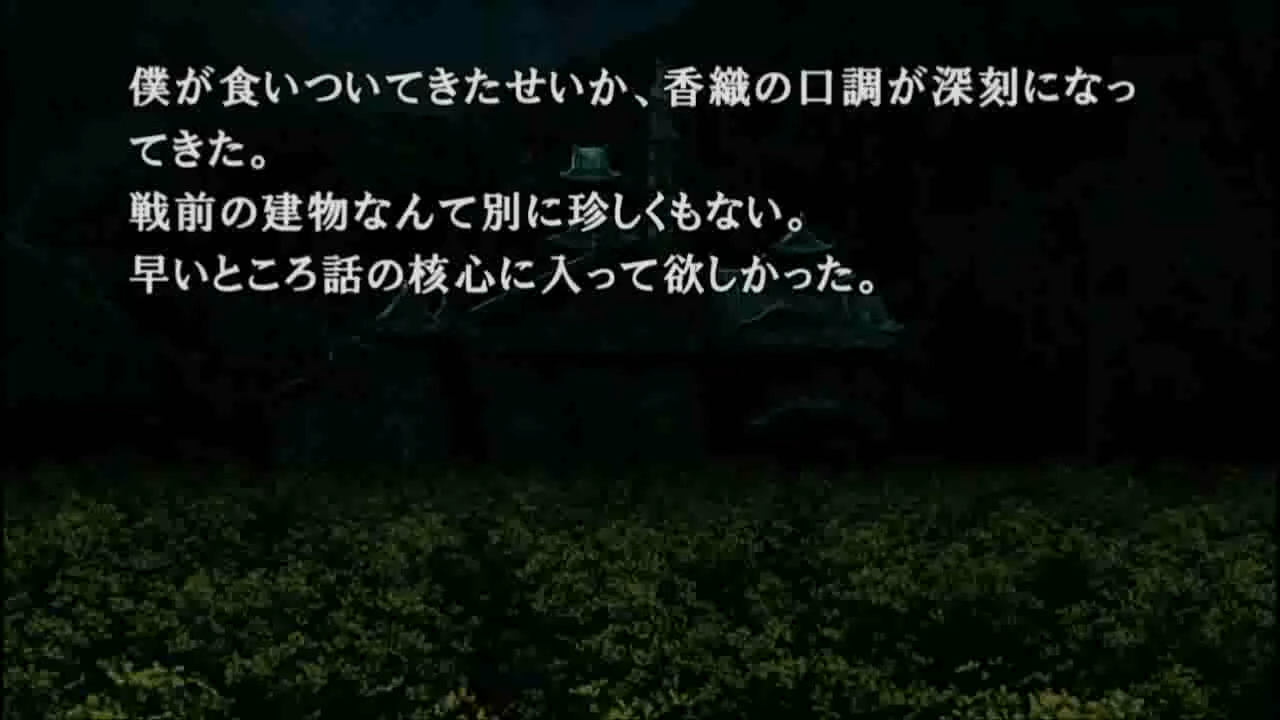 僕が食いついてきたせいか、香織の口調が深刻になっ
てきた。
戦前の建物なんて別に珍しくもない。
早いところ話の核心に入って欲しかった。